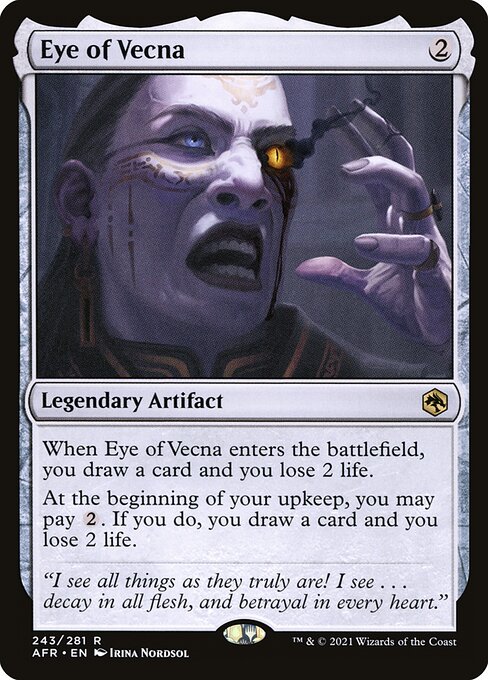 Eye of Vecna 2
Legendary Artifact
When Eye of Vecna enters the battlefield,
you draw a card and you lose 2 life.
At the beginning of your upkeep, you may
pay 2. If you do, you draw a card and you
lose 2 life.
“I see all things as they truly are! I see . . .
decay in all flesh, and betrayal in every heart.”
243/281 R
AFR • EN Irina Nordsol
™ & © 2021 Wizards of the Coast